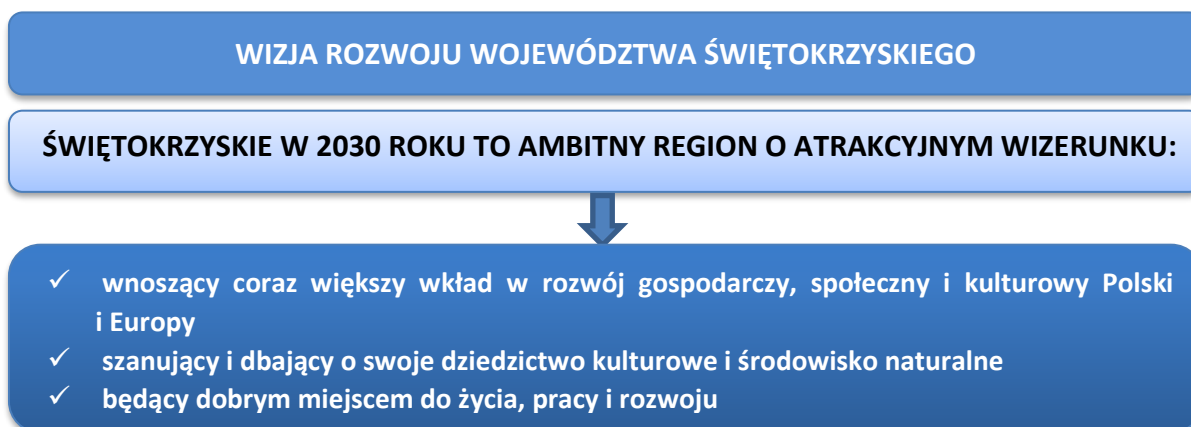 WIZJA ROZWOJU WOJEWÓDZTWA ŚWIĘTOKRZYSKIEGO
ŚWIĘTOKRZYSKIE W 2030 ROKU TO AMBITNY REGION O ATRAKCYJNYM WIZERUNKU:
✓ wnoszący coraz większy wkład w rozwój gospodarczy, społeczny i kulturowy Polski
i Europy
✓ szanujący i dbający o swoje dziedzictwo kulturowe i środowisko naturalne
✓ będący dobrym miejscem do życia, pracy i rozwoju